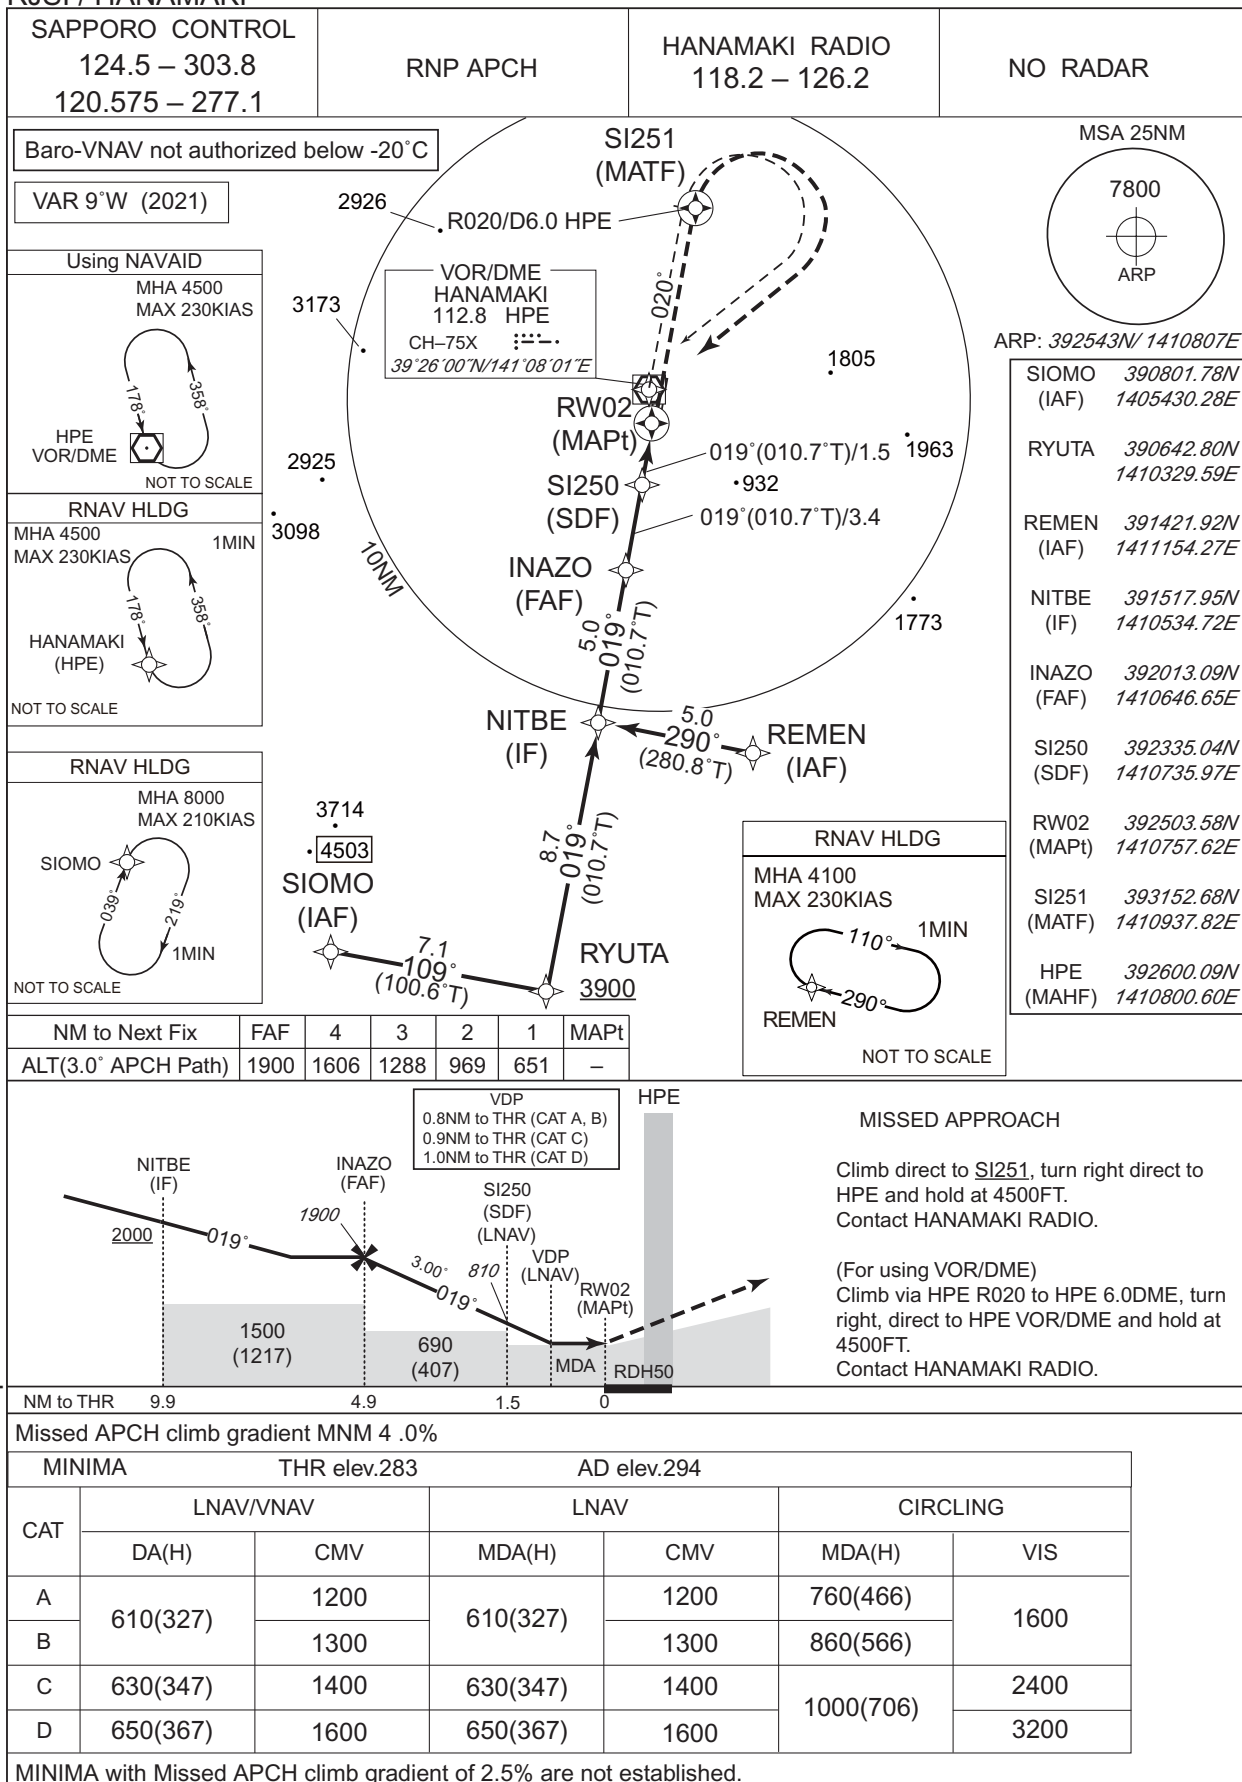 RJSI / HANAMAKI
SAPPORO CONTROL
124.5 – 303.8
120.575 – 277.1
RNP APCH
HANAMAKI RADIO
118.2 – 126.2
NO RADAR
Baro-VNAV not authorized below -20˚C
VAR 9˚W (2021)
SI251
(MATF)
R020/D6.0 HPE
2926
VOR/DME
HANAMAKI
112.8 HPE
CH–75X
39˚26´00˝N/141˚08´01˝E
3173
020˚
1805
RW02
(MAPt)
019˚(010.7˚T)/1.5
1963
2925
SI250
(SDF)
932
019˚(010.7˚T)/3.4
3098
10NM
INAZO
(FAF)
1773
5.0
019˚
(010.7˚T)
NITBE
(IF)
5.0
290˚
(280.8˚T)
REMEN
(IAF)
8.7
019˚
(010.7˚T)
3714
4503
SIOMO
(IAF)
7.1
109˚
(100.6˚T)
RYUTA
3900
MSA 25NM
7800
ARP
ARP: 392543N/ 1410807E
SIOMO 390801.78N
(IAF) 1405430.28E
RYUTA 390642.80N
1410329.59E
REMEN 391421.92N
(IAF) 1411154.27E
NITBE 391517.95N
(IF) 1410534.72E
INAZO 392013.09N
(FAF) 1410646.65E
SI250 392335.04N
(SDF) 1410735.97E
RW02 392503.58N
(MAPt) 1410757.62E
SI251 393152.68N
(MATF) 1410937.82E
HPE 392600.09N
(MAHF) 1410800.60E
Using NAVAID
MHA 4500
MAX 230KIAS
178˚
358˚
HPE
VOR/DME
NOT TO SCALE
RNAV HLDG
MHA 4500
MAX 230KIAS
1MIN
178˚
358˚
HANAMAKI
(HPE)
NOT TO SCALE
RNAV HLDG
MHA 8000
MAX 210KIAS
SIOMO
039˚
219˚
1MIN
NOT TO SCALE
RNAV HLDG
MHA 4100
MAX 230KIAS
110˚
1MIN
290˚
REMEN
NOT TO SCALE
NM to Next Fix FAF 4 3 2 1 MAPt
ALT(3.0˚ APCH Path) 1900 1606 1288 969 651 –
VDP
0.8NM to THR (CAT A, B)
0.9NM to THR (CAT C)
1.0NM to THR (CAT D)
HPE
NITBE
(IF)
INAZO
(FAF)
SI250
(SDF)
(LNAV)
VDP
(LNAV)
RW02
(MAPt)
2000
019˚
1900
3.00˚
019˚
810
1500
(1217)
690
(407)
MDA
RDH50
NM to THR 9.9 4.9 1.5 0
MISSED APPROACH
Climb direct to SI251, turn right direct to
HPE and hold at 4500FT.
Contact HANAMAKI RADIO.
(For using VOR/DME)
Climb via HPE R020 to HPE 6.0DME, turn
right, direct to HPE VOR/DME and hold at
4500FT.
Contact HANAMAKI RADIO.
Missed APCH climb gradient MNM 4 .0%
MINIMA THR elev.283 AD elev.294
CAT LNAV/VNAV LNAV CIRCLING
DA(H) CMV MDA(H) CMV MDA(H) VIS
A 610(327) 1200 610(327) 1200 760(466) 1600
B 1300 1300 860(566)
C 630(347) 1400 630(347) 1400 1000(706) 2400
D 650(367) 1600 650(367) 1600 3200
MINIMA with Missed APCH climb gradient of 2.5% are not established.